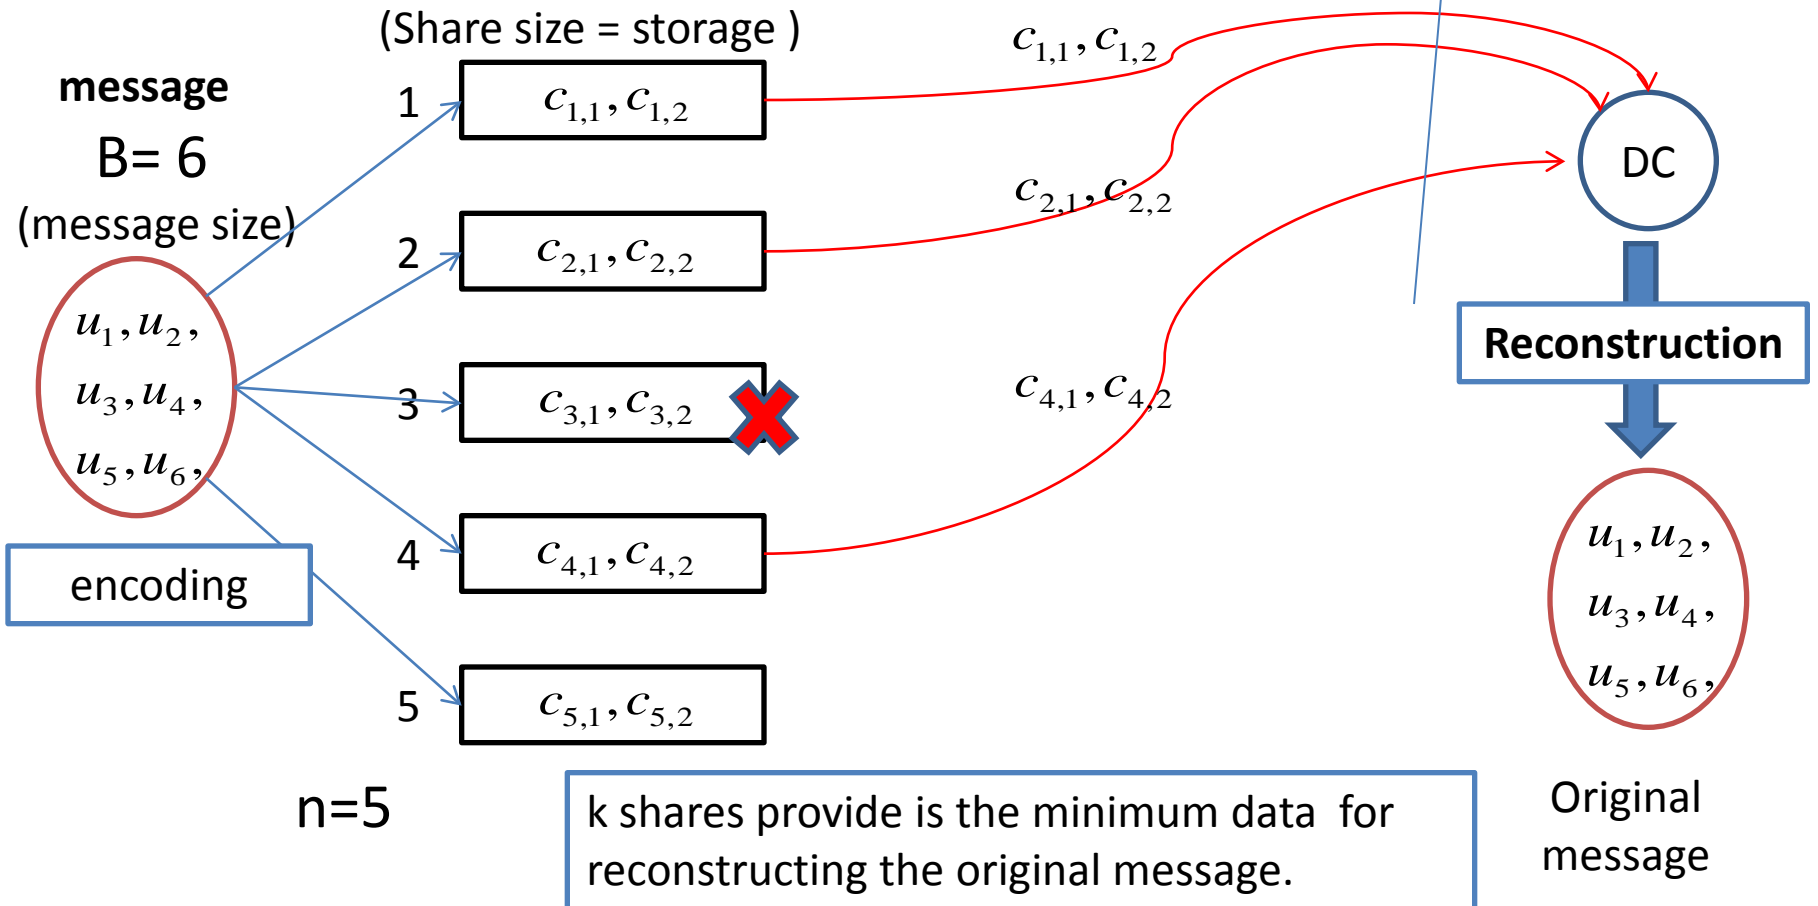 (Share size = storage )
message
B= 6
(message size)
u₁,u₂,
u₃,u₄,
u₅,u₆,
encoding
1
c₁,₁,c₁,₂
2
c₂,₁,c₂,₂
3
c₃,₁,c₃,₂
4
c₄,₁,c₄,₂
5
c₅,₁,c₅,₂
n=5
c₁,₁,c₁,₂
c₂,₁,c₂,₂
c₄,₁,c₄,₂
DC
Reconstruction
u₁,u₂,
u₃,u₄,
u₅,u₆,
Original
message
k shares provide is the minimum data for
reconstructing the original message.